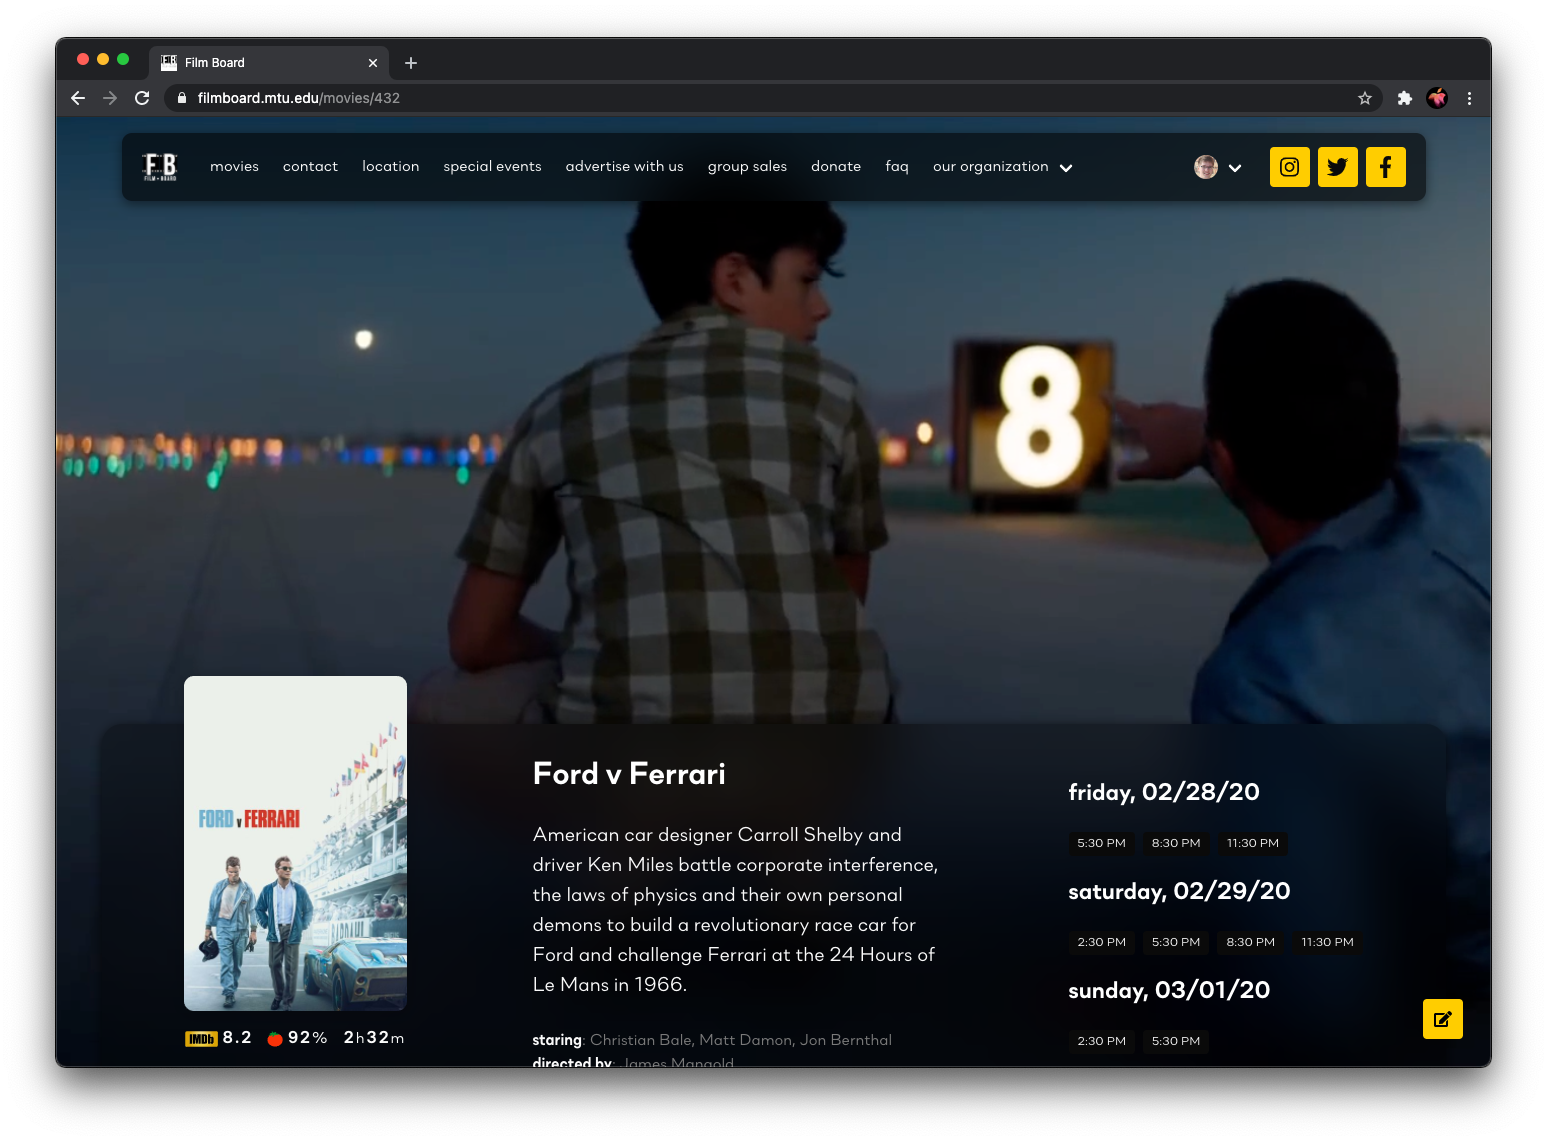 Film Board
filmboard.mtu.edu/movies/432
FB
FILM BOARD
movies contact location special events advertise with us group sales donate faq our organization
8
FORD v FERRARI
Ford v Ferrari
American car designer Carroll Shelby and
driver Ken Miles battle corporate interference,
the laws of physics and their own personal
demons to build a revolutionary race car for
Ford and challenge Ferrari at the 24 Hours of
Le Mans in 1966.
staring: Christian Bale, Matt Damon, Jon Bernthal
directed by: James Mangold
IMDb 8.2 92% 2h32m
friday, 02/28/20
5:30 PM 8:30 PM 11:30 PM
saturday, 02/29/20
2:30 PM 5:30 PM 8:30 PM 11:30 PM
sunday, 03/01/20
2:30 PM 5:30 PM